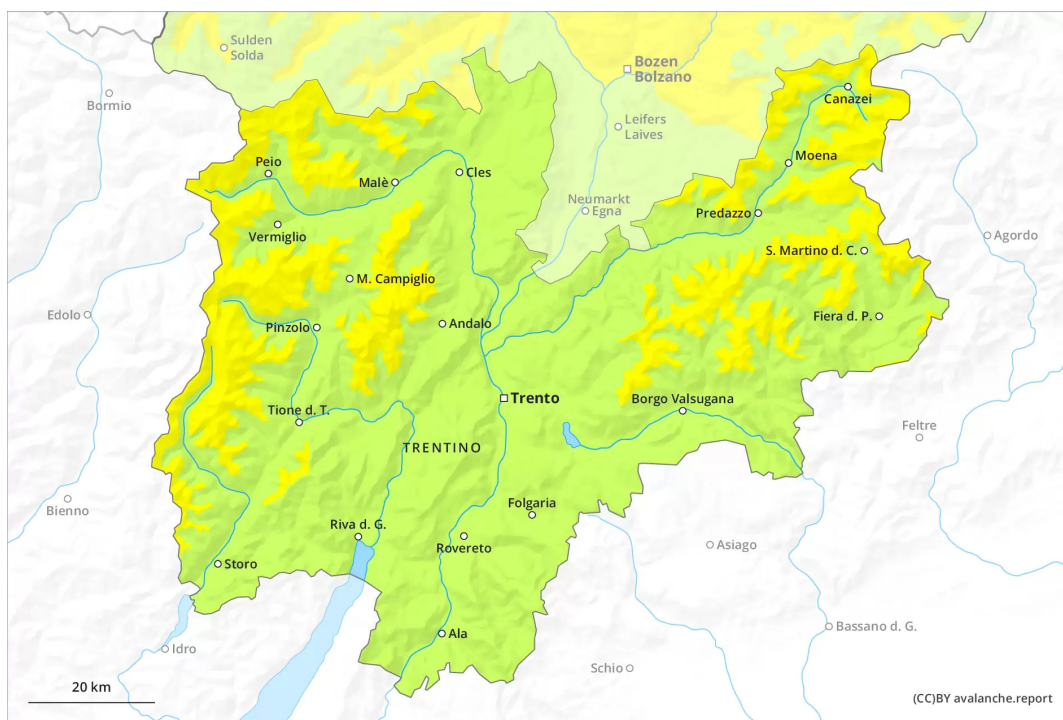 Sulden
Solda
Bozen
Bolzano
Bormio
Canazei
Leifers
Laives
Peio
Moena
Malè
Cles
Neumarkt
Egna
Predazzo
Vermiglio
Agordo
S. Martino d. C.
M. Campiglio
Edolo
Pinzolo
Andalo
Fiera d. P.
Trento
Borgo Valsugana
Tione d. T.
Feltre
TRENTINO
Bienno
Folgaria
Riva d. G.
Rovereto
Asiago
Storo
Bassano d. G.
Ala
Idro
Schio
20 km
(CC)BY avalanche.report